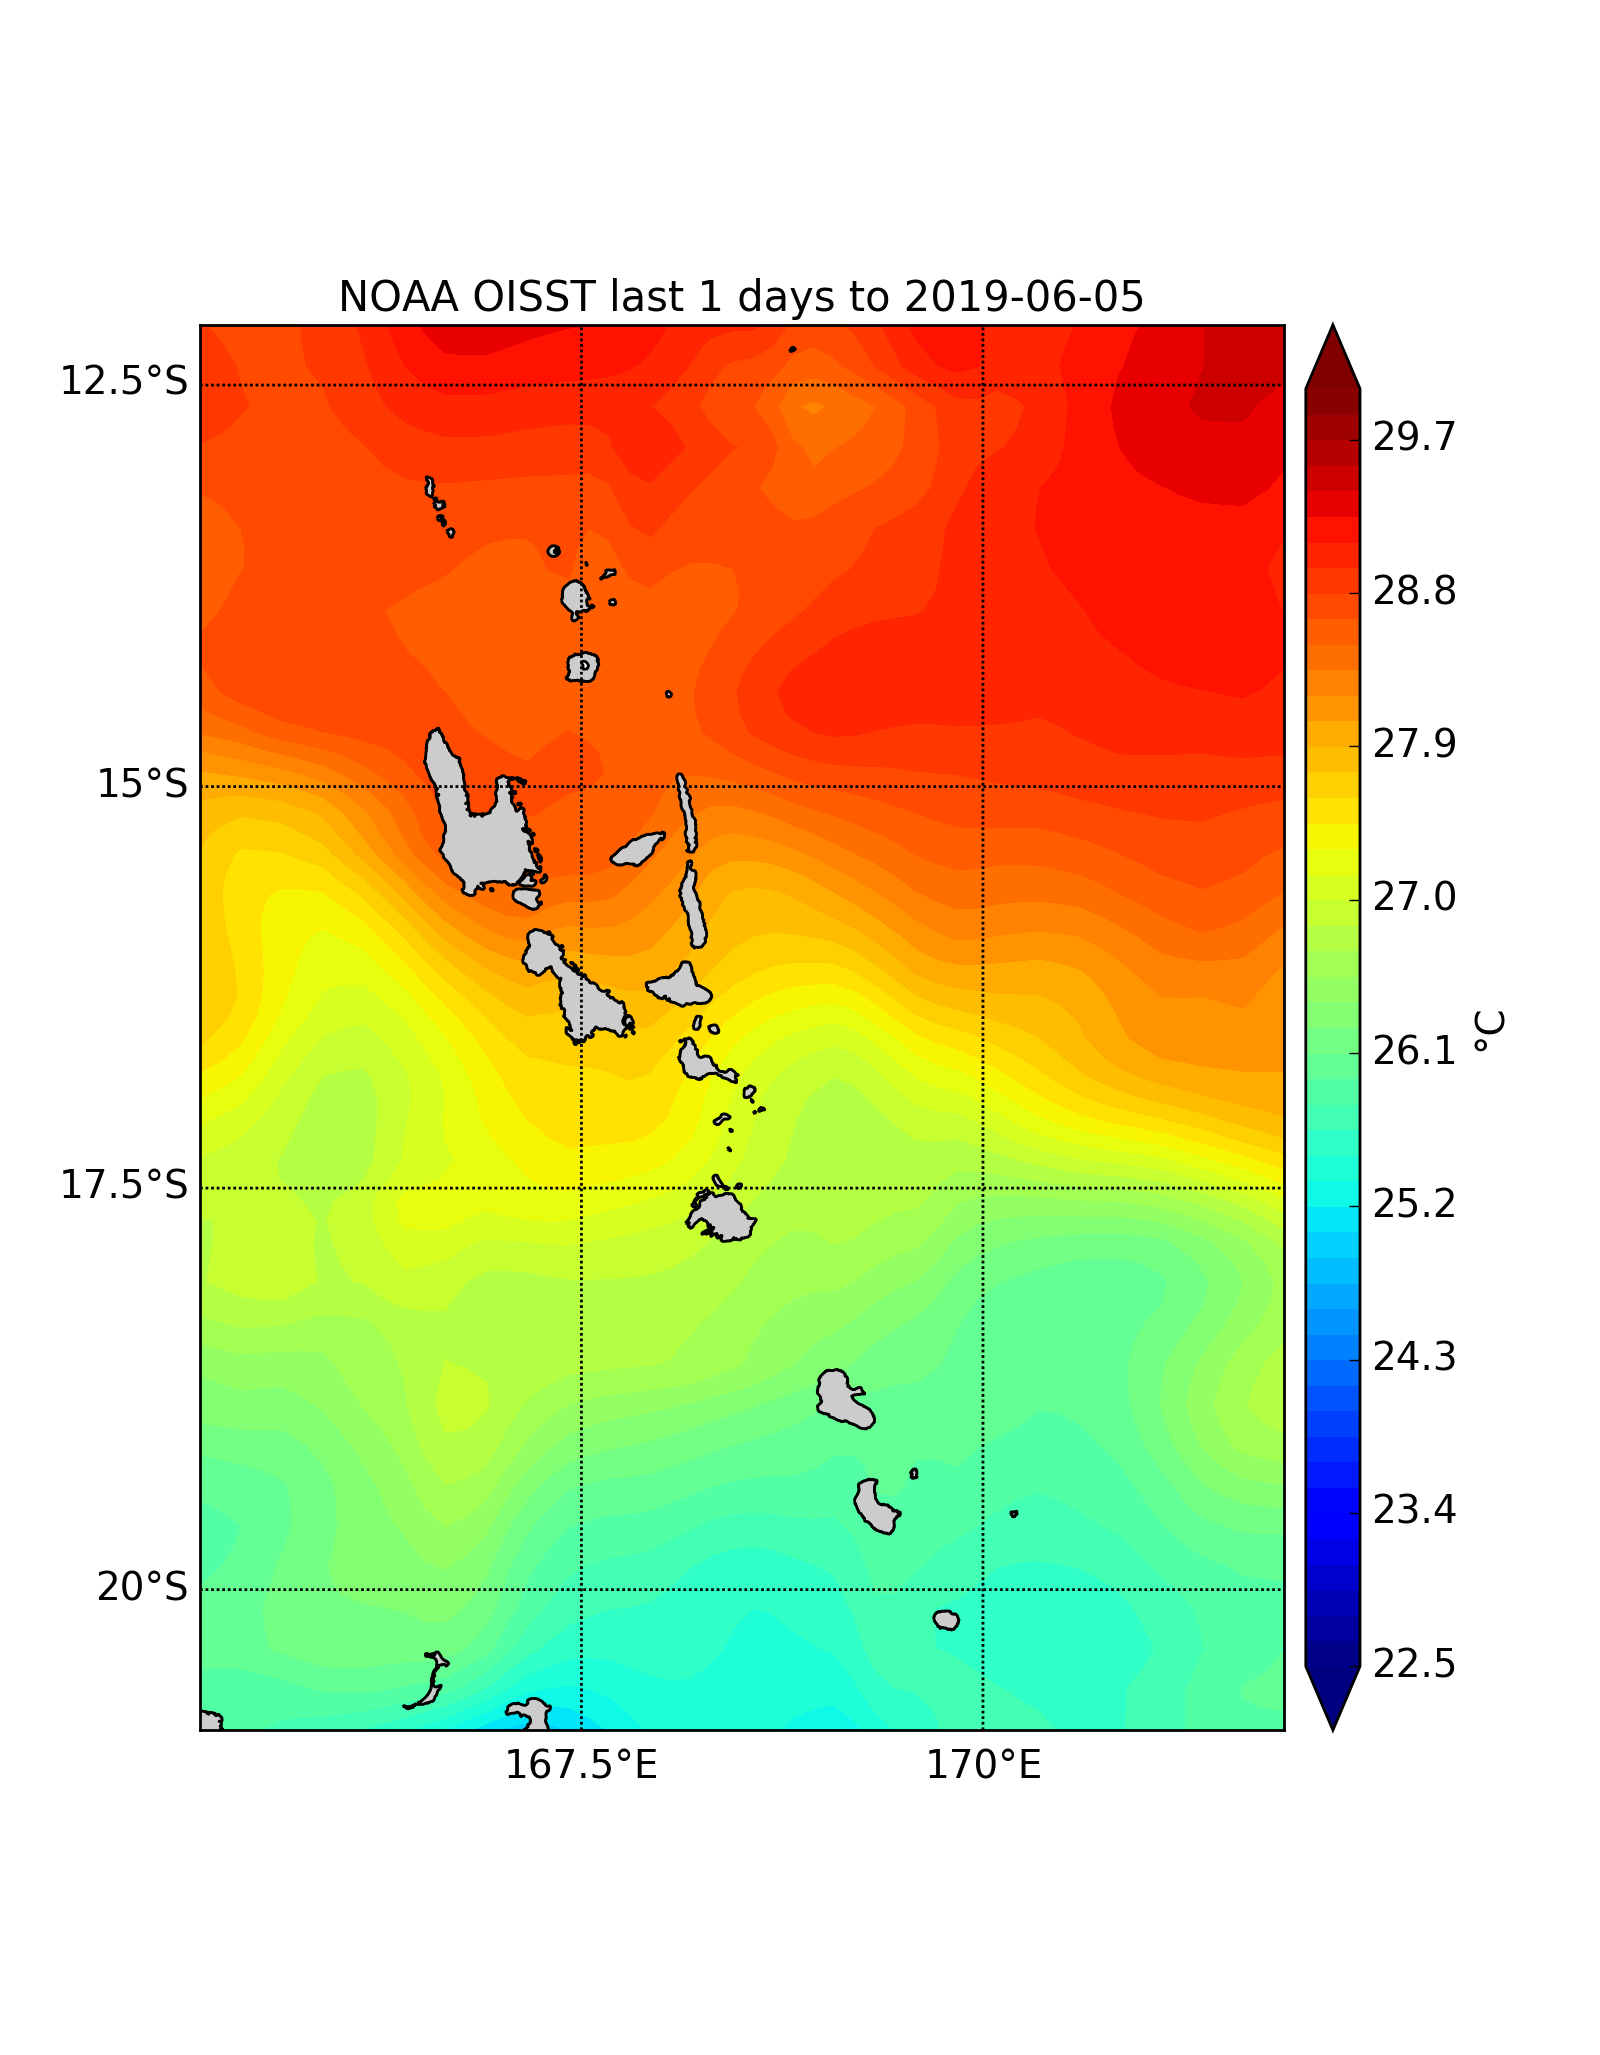 NOAA OISST last 1 days to 2019-06-05
12.5°S
15°S
17.5°S
20°S
167.5°E
170°E
29.7
28.8
27.9
27.0
26.1
25.2
24.3
23.4
22.5
°C